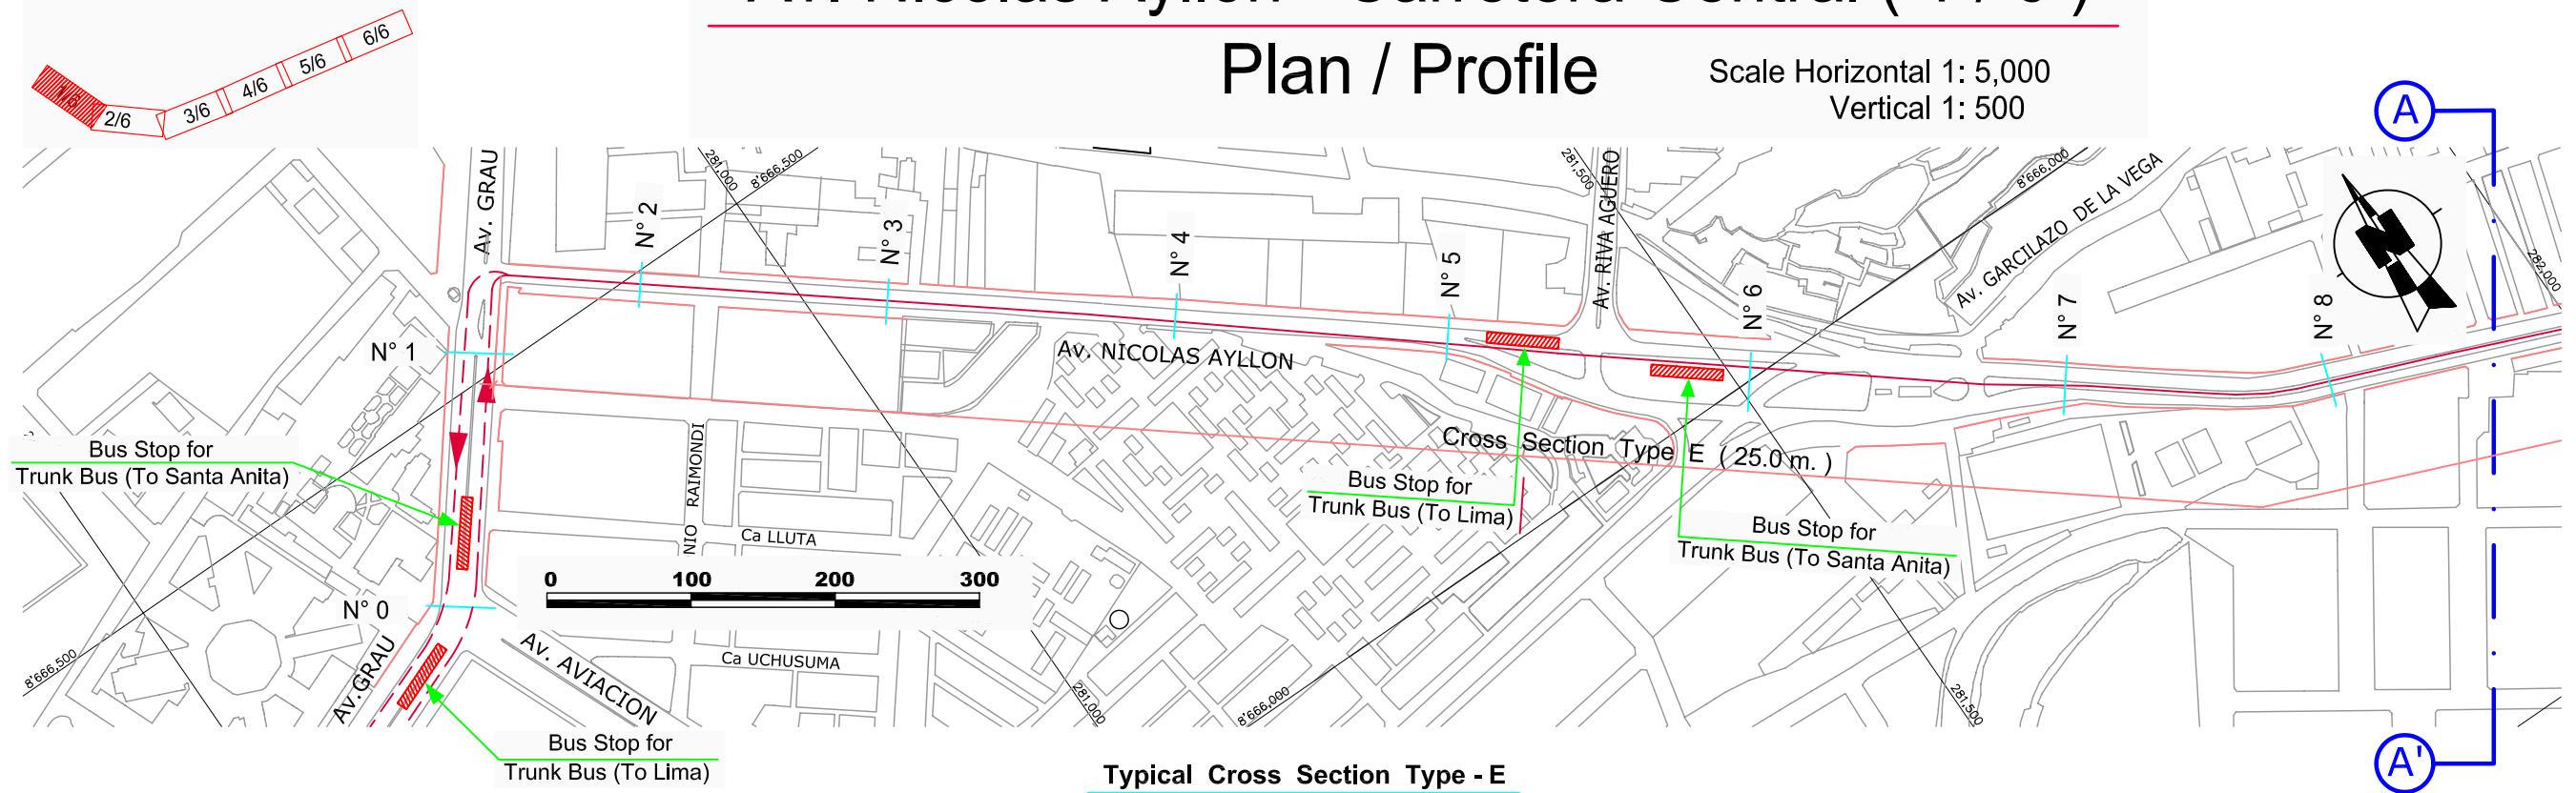 Plan / Profile
Scale Horizontal 1: 5,000
Vertical 1: 500
1/6
2/6
3/6
4/6
5/6
6/6
A
Av. GRAU
281,000
8'666,500
281,500
Av. RIVA AGUERO
8'666,000
Av. GARCILAZO DE LA VEGA
N
282,000
N° 2
N° 3
N° 4
N° 5
N° 6
N° 7
N° 8
N° 1
Av. NICOLAS AYLLON
Bus Stop for
Trunk Bus (To Santa Anita)
RAIMONDI
NIO
Cross Section Type E ( 25.0 m. )
Bus Stop for
Trunk Bus (To Lima)
Bus Stop for
Trunk Bus (To Santa Anita)
Ca LLUTA
0 100 200 300
N° 0
Av. AVIACION
Ca UCHUSUMA
8'666,500
Av.GRAU
281,000
8'666,000
281,500
Bus Stop for
Trunk Bus (To Lima)
A'
Typical Cross Section Type - E